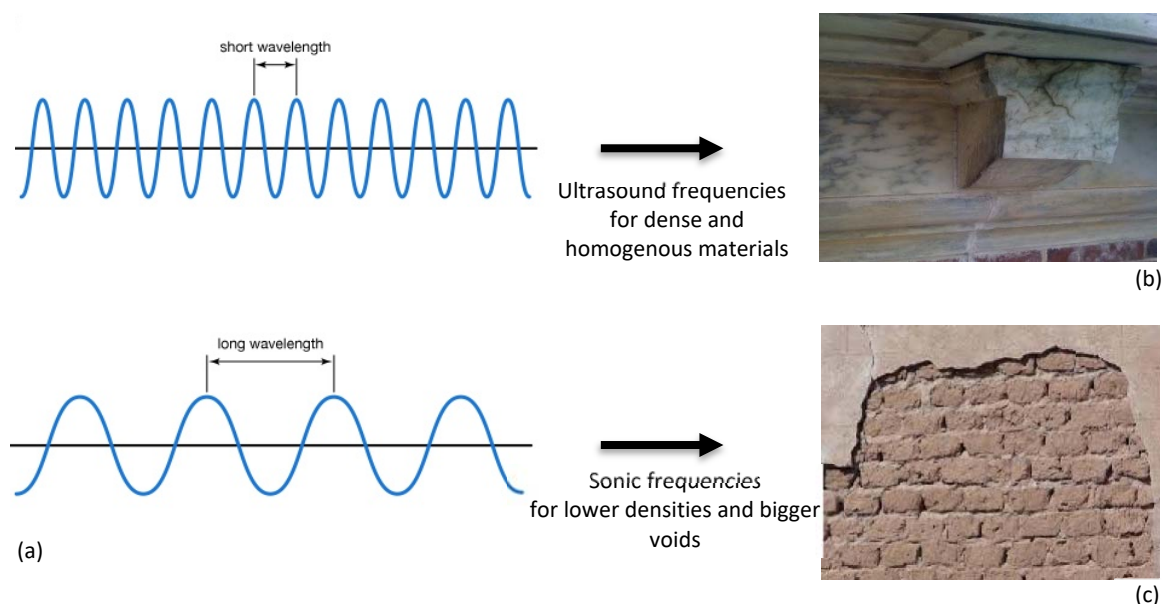 short wavelength
Ultrasound frequencies
for dense and
homogenous materials
(b)
long wavelength
Sonic frequencies
for lower densities and bigger
voids
(a)
(c)